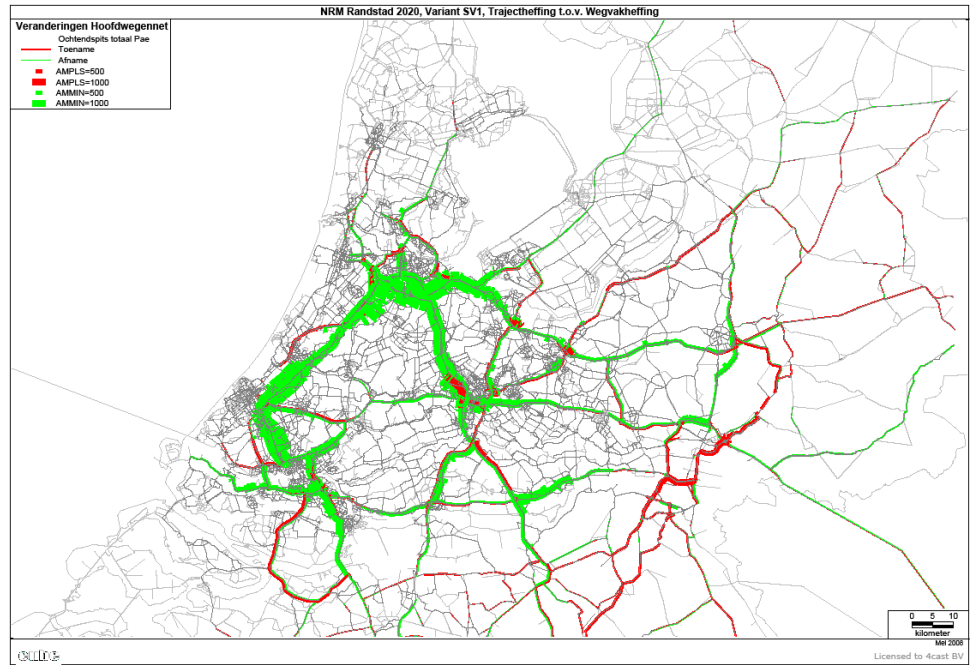 NRM Randstad 2020, Variant SV1, Trajectheffing t.o.v. Wegvakheffing
Veranderingen Hoofdwegennet
Ochtendspits totaal Pae
Toename
Afname
AMPLS=500
AMPLS=1000
AMMIN=500
AMMIN=1000
0 5 10
kilometer
Mei 2008
cube
Licensed to 4cast BV